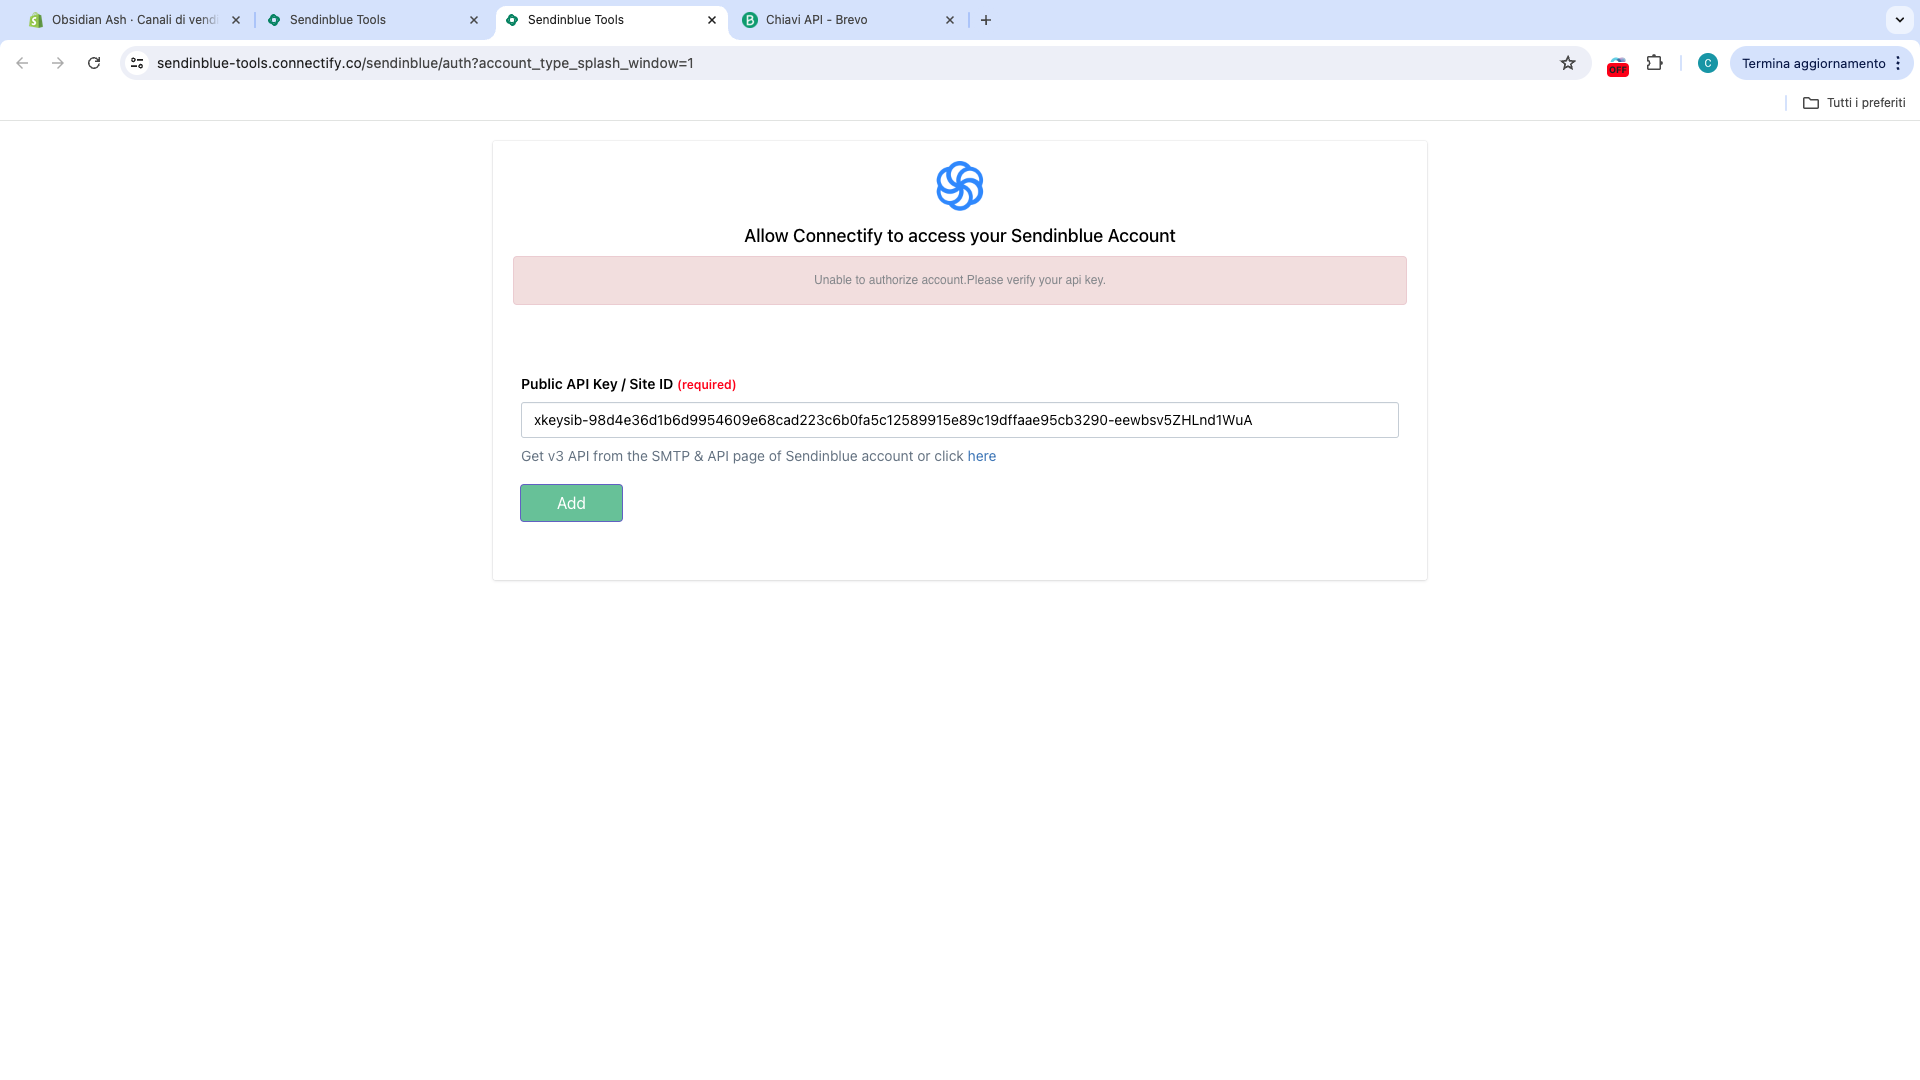 Obsidian Ash · Canali di vendi
Sendinblue Tools
Sendinblue Tools
Chiavi API - Brevo
sendinblue-tools.connectify.co/sendinblue/auth?account_type_splash_window=1
OFF
C
Termina aggiornamento
Tutti i preferiti
Allow Connectify to access your Sendinblue Account
Unable to authorize account.Please verify your api key.
Public API Key / Site ID (required)
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
Get v3 API from the SMTP & API page of Sendinblue account or click here
Add